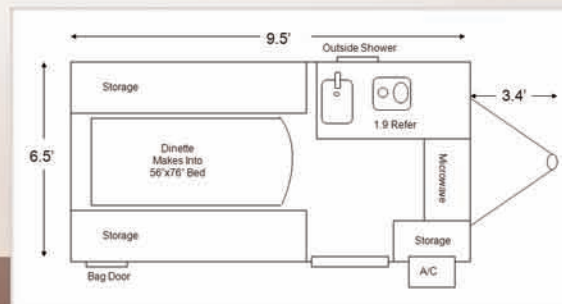 9.5'
Outside Shower
3.4'
Storage
1.9 Refer
6.5'
Dinette
Makes Into
56"x76" Bed
Microwave
Storage
Storage
Bag Door
A/C